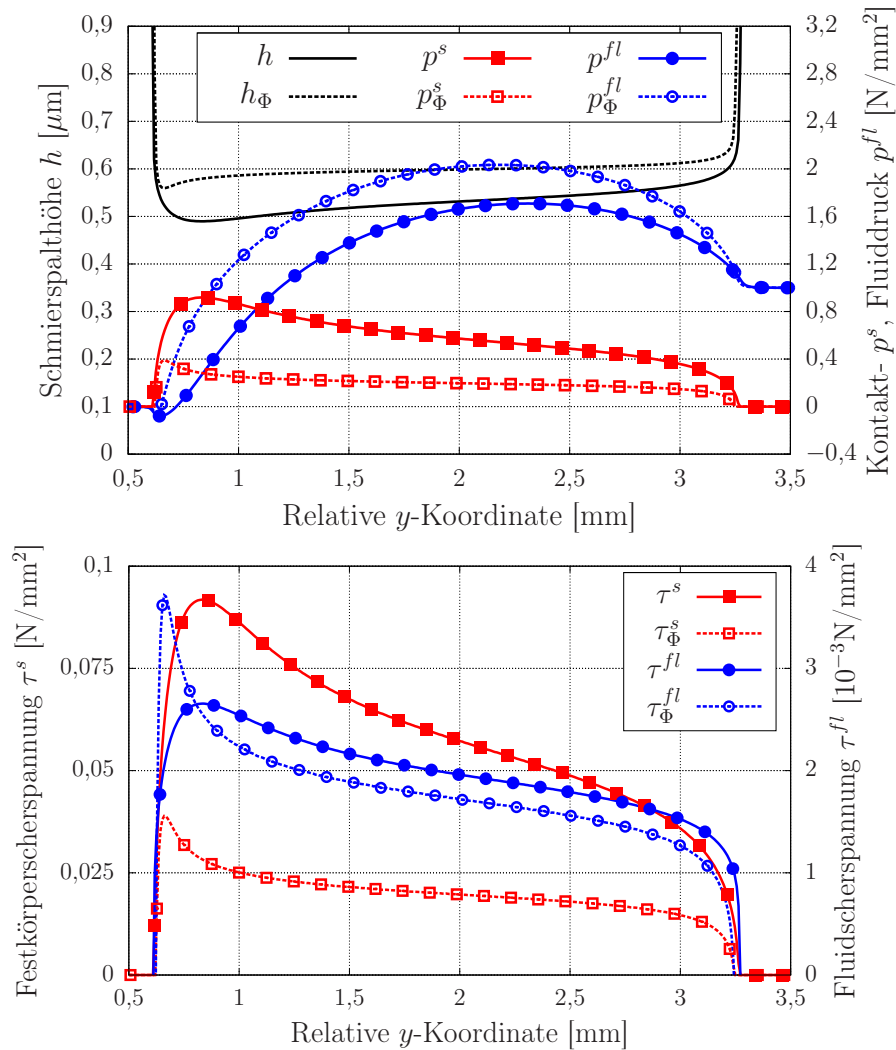 0,9
0,8
0,7
0,6
0,5
0,4
0,3
0,2
0,1
0
Schmierspalthöhe h [μm]
h
h_Φ
p^s
p^s_Φ
p^{fl}
p^{fl}_Φ
3,2
2,8
2,4
2,0
1,6
1,2
0,8
0,4
0
−0,4
Kontakt- p^s , Fluiddruck p^{fl} [N/mm²]
0,5 1 1,5 2 2,5 3 3,5
Relative y-Koordinate [mm]
0,1
0,075
0,05
0,025
0
Festkörperscherspannung τ^s [N/mm²]
τ^s
τ^s_Φ
τ^{fl}
τ^{fl}_Φ
4
3
2
1
0
Fluidscherspannung τ^{fl} [10⁻³N/mm²]
0,5 1 1,5 2 2,5 3 3,5
Relative y-Koordinate [mm]